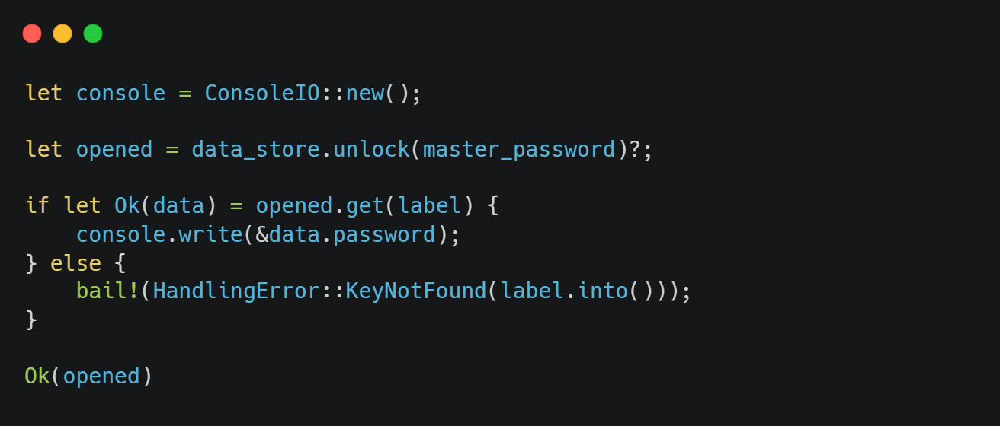 let console = ConsoleIO::new();
let opened = data_store.unlock(master_password)?;
if let Ok(data) = opened.get(label) {
    console.write(&data.password);
} else {
    bail!(HandlingError::KeyNotFound(label.into()));
}
Ok(opened)